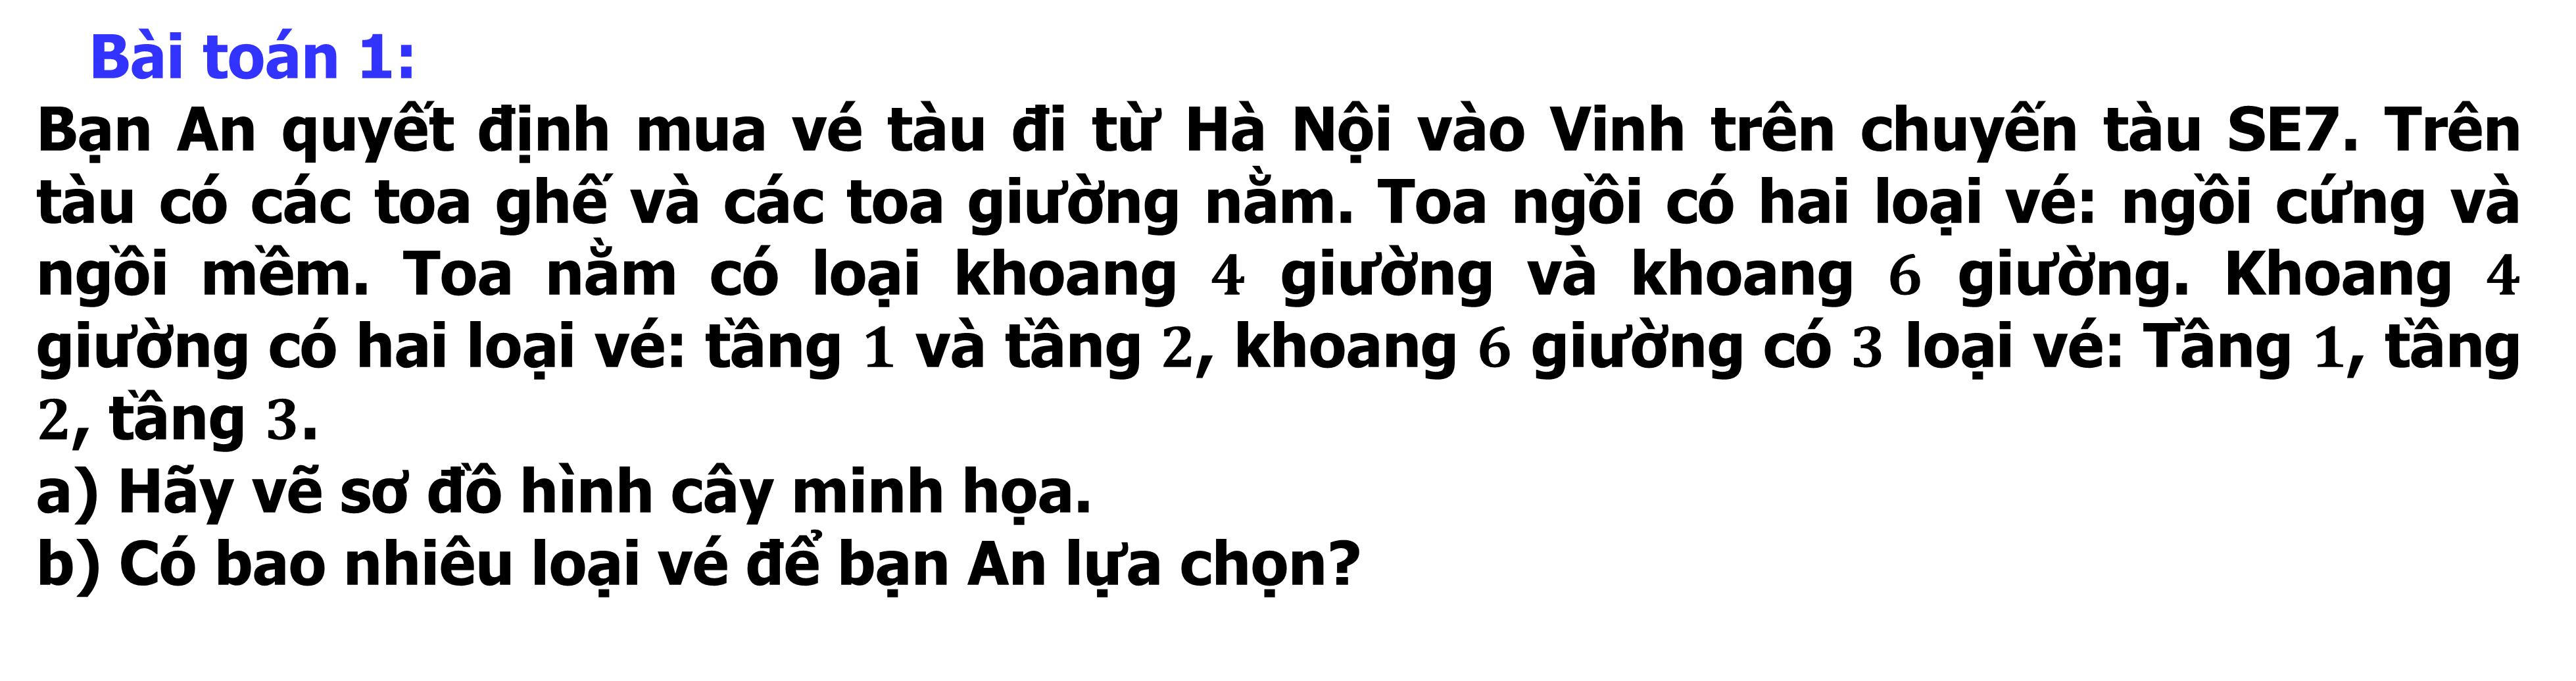 Bài toán 1:
Bạn An quyết định mua vé tàu đi từ Hà Nội vào Vinh trên chuyến tàu SE7. Trên
tàu có các toa ghế và các toa giường nằm. Toa ngồi có hai loại vé: ngồi cứng và
ngồi mềm. Toa nằm có loại khoang 4 giường và khoang 6 giường. Khoang 4
giường có hai loại vé: tầng 1 và tầng 2, khoang 6 giường có 3 loại vé: Tầng 1, tầng
2, tầng 3.
a) Hãy vẽ sơ đồ hình cây minh họa.
b) Có bao nhiêu loại vé để bạn An lựa chọn?